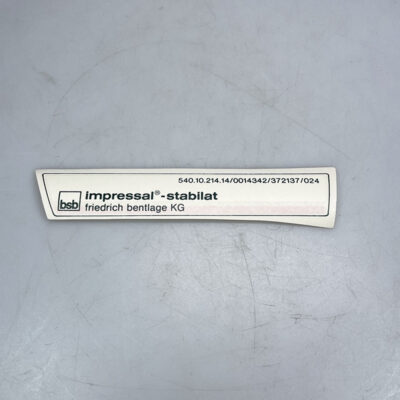 540.10.214.14/0014342/372137/024
bsb
impressal®-stabilat
friedrich bentlage KG